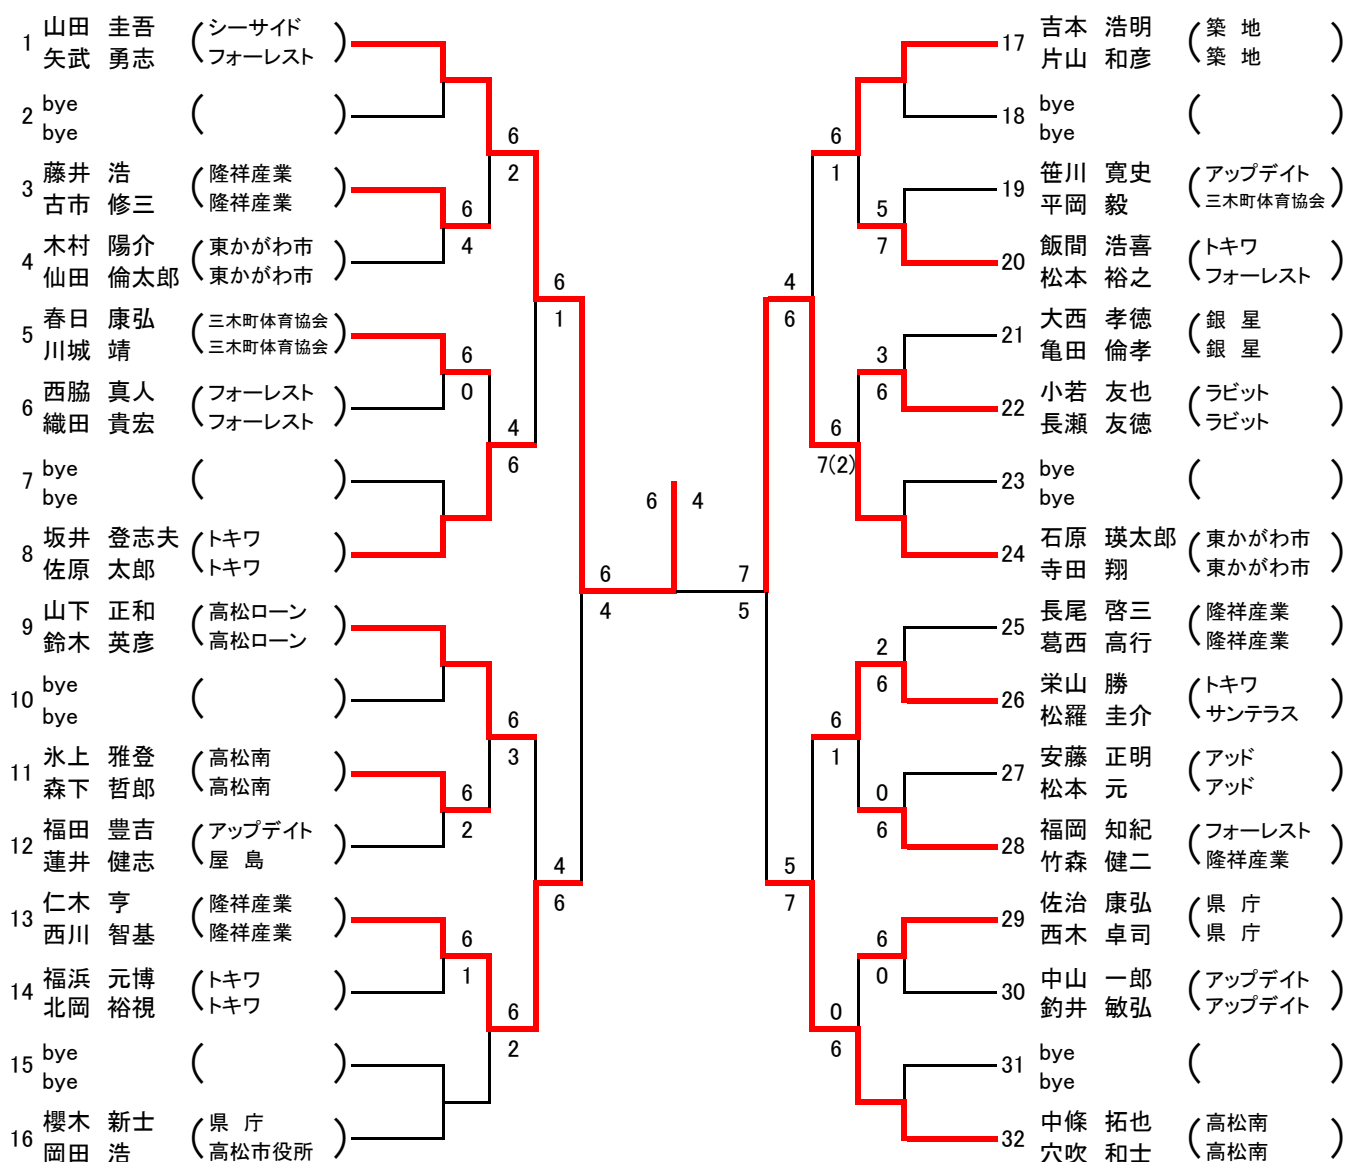 1 山田 圭吾 (シーサイド
矢武 勇志 フォーレスト)
2 bye ( )
bye
3 藤井 浩 (隆祥産業
古市 修三 隆祥産業)
4 木村 陽介 (東かがわ市
仙田 倫太郎 東かがわ市)
5 春日 康弘 (三木町体育協会
川城 靖 三木町体育協会)
6 西脇 真人 (フォーレスト
織田 貴宏 フォーレスト)
7 bye ( )
bye
8 坂井 登志夫 (トキワ
佐原 太郎 トキワ)
9 山下 正和 (高松ローン
鈴木 英彦 高松ローン)
10 bye ( )
bye
11 氷上 雅登 (高松南
森下 哲郎 高松南)
12 福田 豊吉 (アップデイト
蓮井 健志 屋 島)
13 仁木 亨 (隆祥産業
西川 智基 隆祥産業)
14 福浜 元博 (トキワ
北岡 裕視 トキワ)
15 bye ( )
bye
16 櫻木 新士 (県 庁
岡田 浩 高松市役所)
6
4
6
0
6
2
6
1
6
2
4
6
6
3
6
2
6
1
4
6
6
4
6 4
7
5
4
6
5
7
6
1
6
7(2)
6
1
0
6
5
7
3
6
2
6
0
6
6
0
17 吉本 浩明 (築 地
片山 和彦 築 地)
18 bye ( )
bye
19 笹川 寛史 (アップデイト
平岡 毅 三木町体育協会)
20 飯間 浩喜 (トキワ
松本 裕之 フォーレスト)
21 大西 孝徳 (銀 星
亀田 倫孝 銀 星)
22 小若 友也 (ラビット
長瀬 友徳 ラビット)
23 bye ( )
bye
24 石原 瑛太郎 (東かがわ市
寺田 翔 東かがわ市)
25 長尾 啓三 (隆祥産業
葛西 高行 隆祥産業)
26 栄山 勝 (トキワ
松羅 圭介 サンテラス)
27 安藤 正明 (アッド
松本 元 アッド)
28 福岡 知紀 (フォーレスト
竹森 健二 隆祥産業)
29 佐治 康弘 (県 庁
西木 卓司 県 庁)
30 中山 一郎 (アップデイト
釣井 敏弘 アップデイト)
31 bye ( )
bye
32 中條 拓也 (高松南
穴吹 和士 高松南)